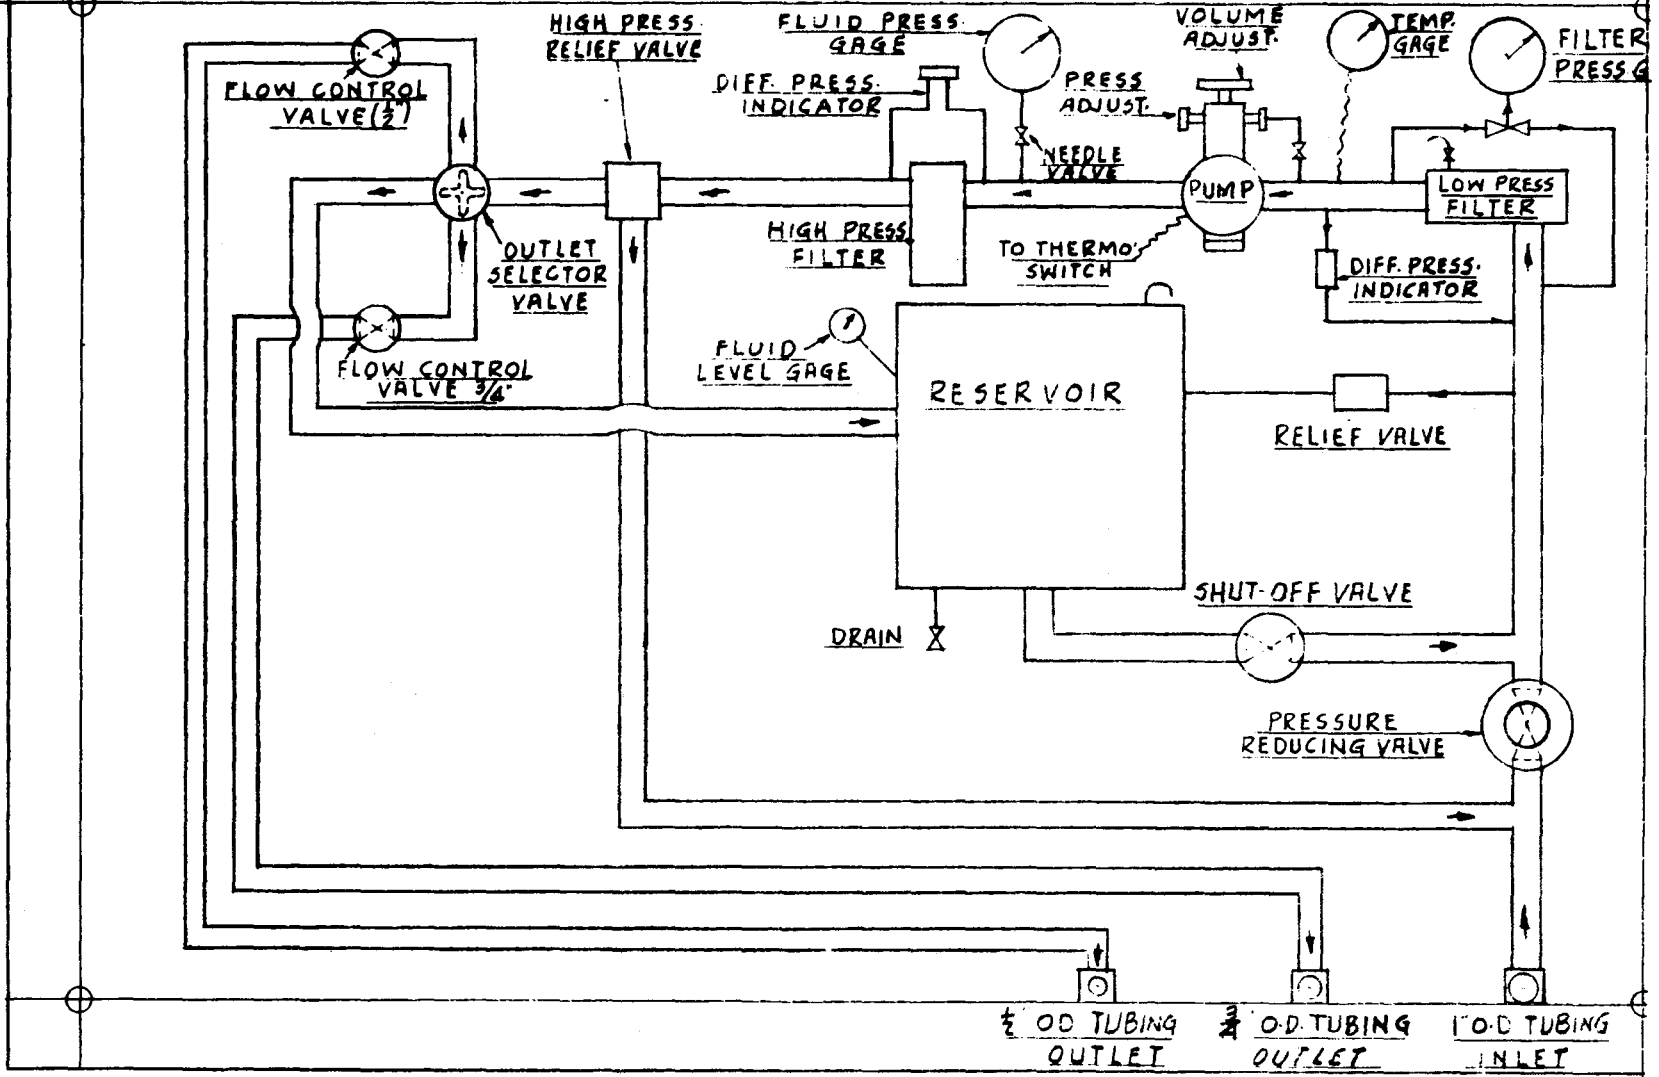 HIGH PRESS.
RELIEF VALVE
FLUID PRESS.
GAGE
VOLUME
ADJUST.
TEMP.
GAGE
FILTER
PRESS G
FLOW CONTROL
VALVE (½")
DIFF. PRESS.
INDICATOR
PRESS
ADJUST.
NEEDLE
VALVE
PUMP
LOW PRESS
FILTER
OUTLET
SELECTOR
VALVE
HIGH PRESS
FILTER
TO THERMO.
SWITCH
DIFF. PRESS.
INDICATOR
FLUID
LEVEL GAGE
FLOW CONTROL
VALVE ¾"
RESERVOIR
RELIEF VALVE
SHUT-OFF VALVE
DRAIN
PRESSURE
REDUCING VALVE
½" OD TUBING
OUTLET
¾" O.D. TUBING
OUTLET
1" O.D TUBING
INLET